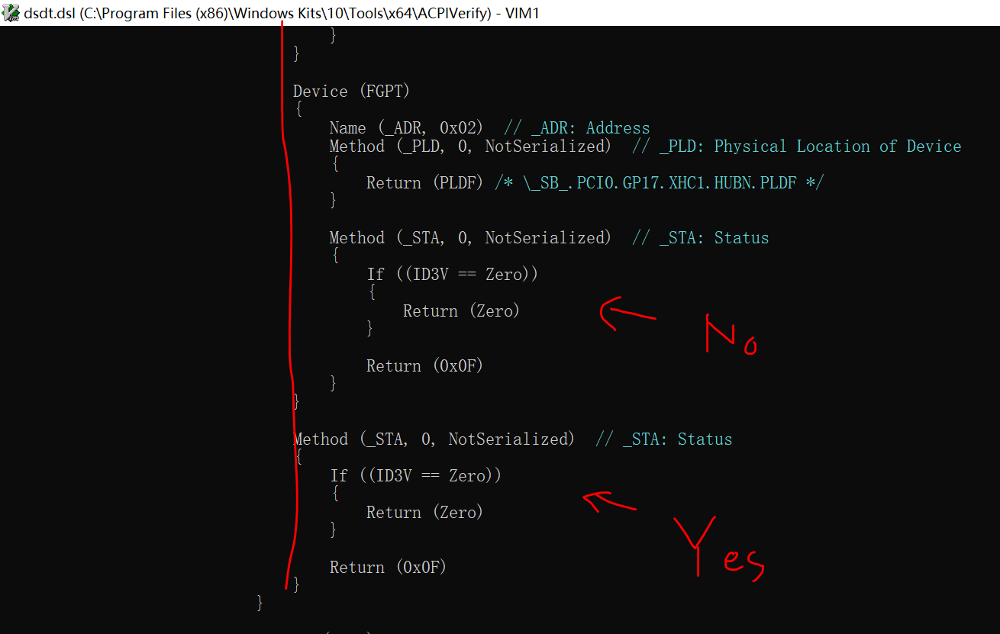 dsdt.dsl (C:\Program Files (x86)\Windows Kits\10\Tools\x64\ACPIVerify) - VIM1
}
}
Device (FGPT)
{
Name (_ADR, 0x02)  // _ADR: Address
Method (_PLD, 0, NotSerialized)  // _PLD: Physical Location of Device
{
Return (PLDF) /* \_SB_.PCI0.GP17.XHC1.HUBN.PLDF */
}
Method (_STA, 0, NotSerialized)  // _STA: Status
{
If ((ID3V == Zero))
{
Return (Zero)
}
No
Return (0x0F)
}
}
Method (_STA, 0, NotSerialized)  // _STA: Status
{
If ((ID3V == Zero))
{
Return (Zero)
}
Yes
Return (0x0F)
}
}